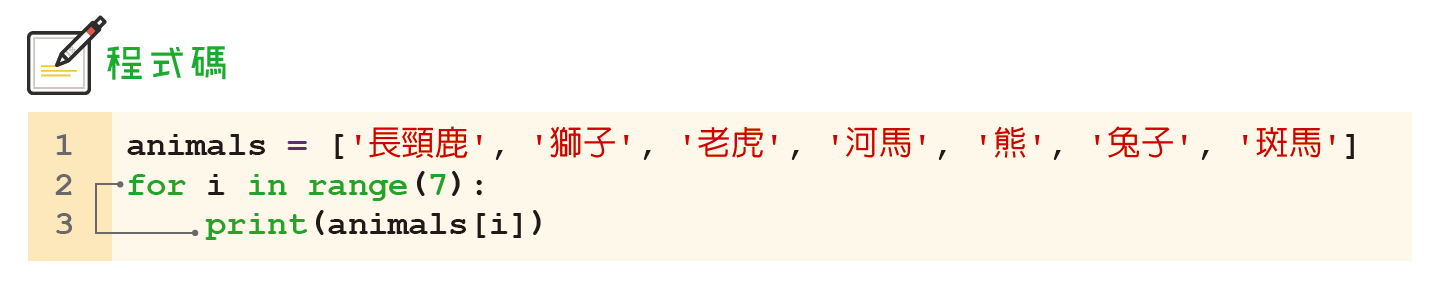 程式碼
1 animals = ['長頸鹿', '獅子', '老虎', '河馬', '熊', '兔子', '斑馬']
2 for i in range(7):
3     print(animals[i])